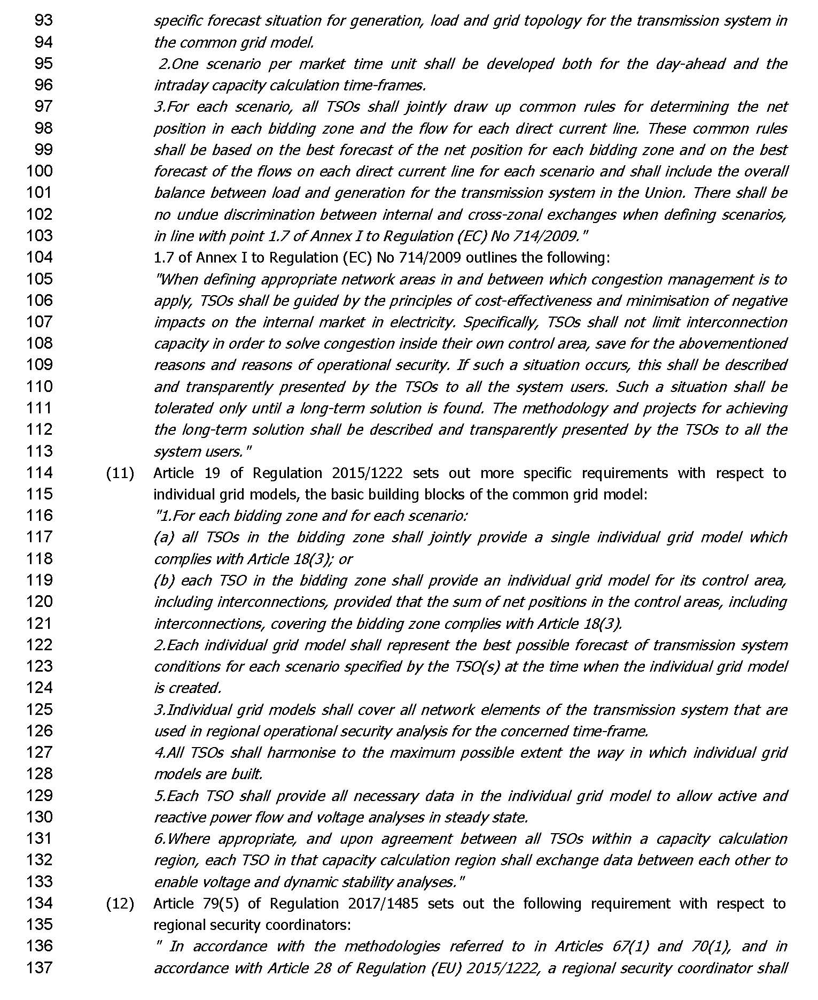 93 specific forecast situation for generation, load and grid topology for the transmission system in
94 the common grid model.
95 2.One scenario per market time unit shall be developed both for the day-ahead and the
96 intraday capacity calculation time-frames.
97 3.For each scenario, all TSOs shall jointly draw up common rules for determining the net
98 position in each bidding zone and the flow for each direct current line. These common rules
99 shall be based on the best forecast of the net position for each bidding zone and on the best
100 forecast of the flows on each direct current line for each scenario and shall include the overall
101 balance between load and generation for the transmission system in the Union. There shall be
102 no undue discrimination between internal and cross-zonal exchanges when defining scenarios,
103 in line with point 1.7 of Annex I to Regulation (EC) No 714/2009."
104 1.7 of Annex I to Regulation (EC) No 714/2009 outlines the following:
105 "When defining appropriate network areas in and between which congestion management is to
106 apply, TSOs shall be guided by the principles of cost-effectiveness and minimisation of negative
107 impacts on the internal market in electricity. Specifically, TSOs shall not limit interconnection
108 capacity in order to solve congestion inside their own control area, save for the abovementioned
109 reasons and reasons of operational security. If such a situation occurs, this shall be described
110 and transparently presented by the TSOs to all the system users. Such a situation shall be
111 tolerated only until a long-term solution is found. The methodology and projects for achieving
112 the long-term solution shall be described and transparently presented by the TSOs to all the
113 system users."
114 (11) Article 19 of Regulation 2015/1222 sets out more specific requirements with respect to
115 individual grid models, the basic building blocks of the common grid model:
116 "1.For each bidding zone and for each scenario:
117 (a) all TSOs in the bidding zone shall jointly provide a single individual grid model which
118 complies with Article 18(3); or
119 (b) each TSO in the bidding zone shall provide an individual grid model for its control area,
120 including interconnections, provided that the sum of net positions in the control areas, including
121 interconnections, covering the bidding zone complies with Article 18(3).
122 2.Each individual grid model shall represent the best possible forecast of transmission system
123 conditions for each scenario specified by the TSO(s) at the time when the individual grid model
124 is created.
125 3.Individual grid models shall cover all network elements of the transmission system that are
126 used in regional operational security analysis for the concerned time-frame.
127 4.All TSOs shall harmonise to the maximum possible extent the way in which individual grid
128 models are built.
129 5.Each TSO shall provide all necessary data in the individual grid model to allow active and
130 reactive power flow and voltage analyses in steady state.
131 6.Where appropriate, and upon agreement between all TSOs within a capacity calculation
132 region, each TSO in that capacity calculation region shall exchange data between each other to
133 enable voltage and dynamic stability analyses."
134 (12) Article 79(5) of Regulation 2017/1485 sets out the following requirement with respect to
135 regional security coordinators:
136 " In accordance with the methodologies referred to in Articles 67(1) and 70(1), and in
137 accordance with Article 28 of Regulation (EU) 2015/1222, a regional security coordinator shall